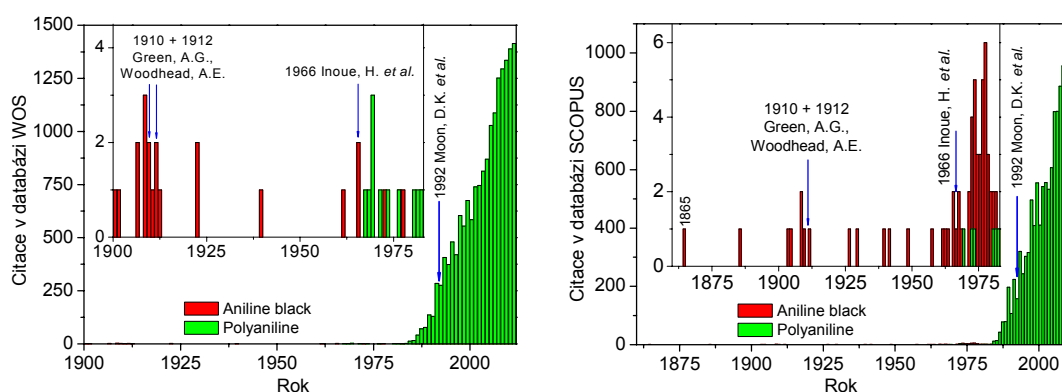 Citace v databázi WOS
1500
1250
1000
750
500
250
0
1900
1925
1950
1975
2000
Rok
4
2
0
1900
1925
1950
1975
1910 + 1912
Green, A.G.,
Woodhead, A.E.
1966 Inoue, H. et al.
1992 Moon, D.K. et al.
Aniline black
Polyaniline
Citace v databázi SCOPUS
1000
800
600
400
200
0
1875
1900
1925
1950
1975
2000
Rok
6
4
2
0
1875
1900
1925
1950
1975
1865
1910 + 1912
Green, A.G.,
Woodhead, A.E.
1966 Inoue, H. et al.
1992 Moon, D.K. et al.
Aniline black
Polyaniline